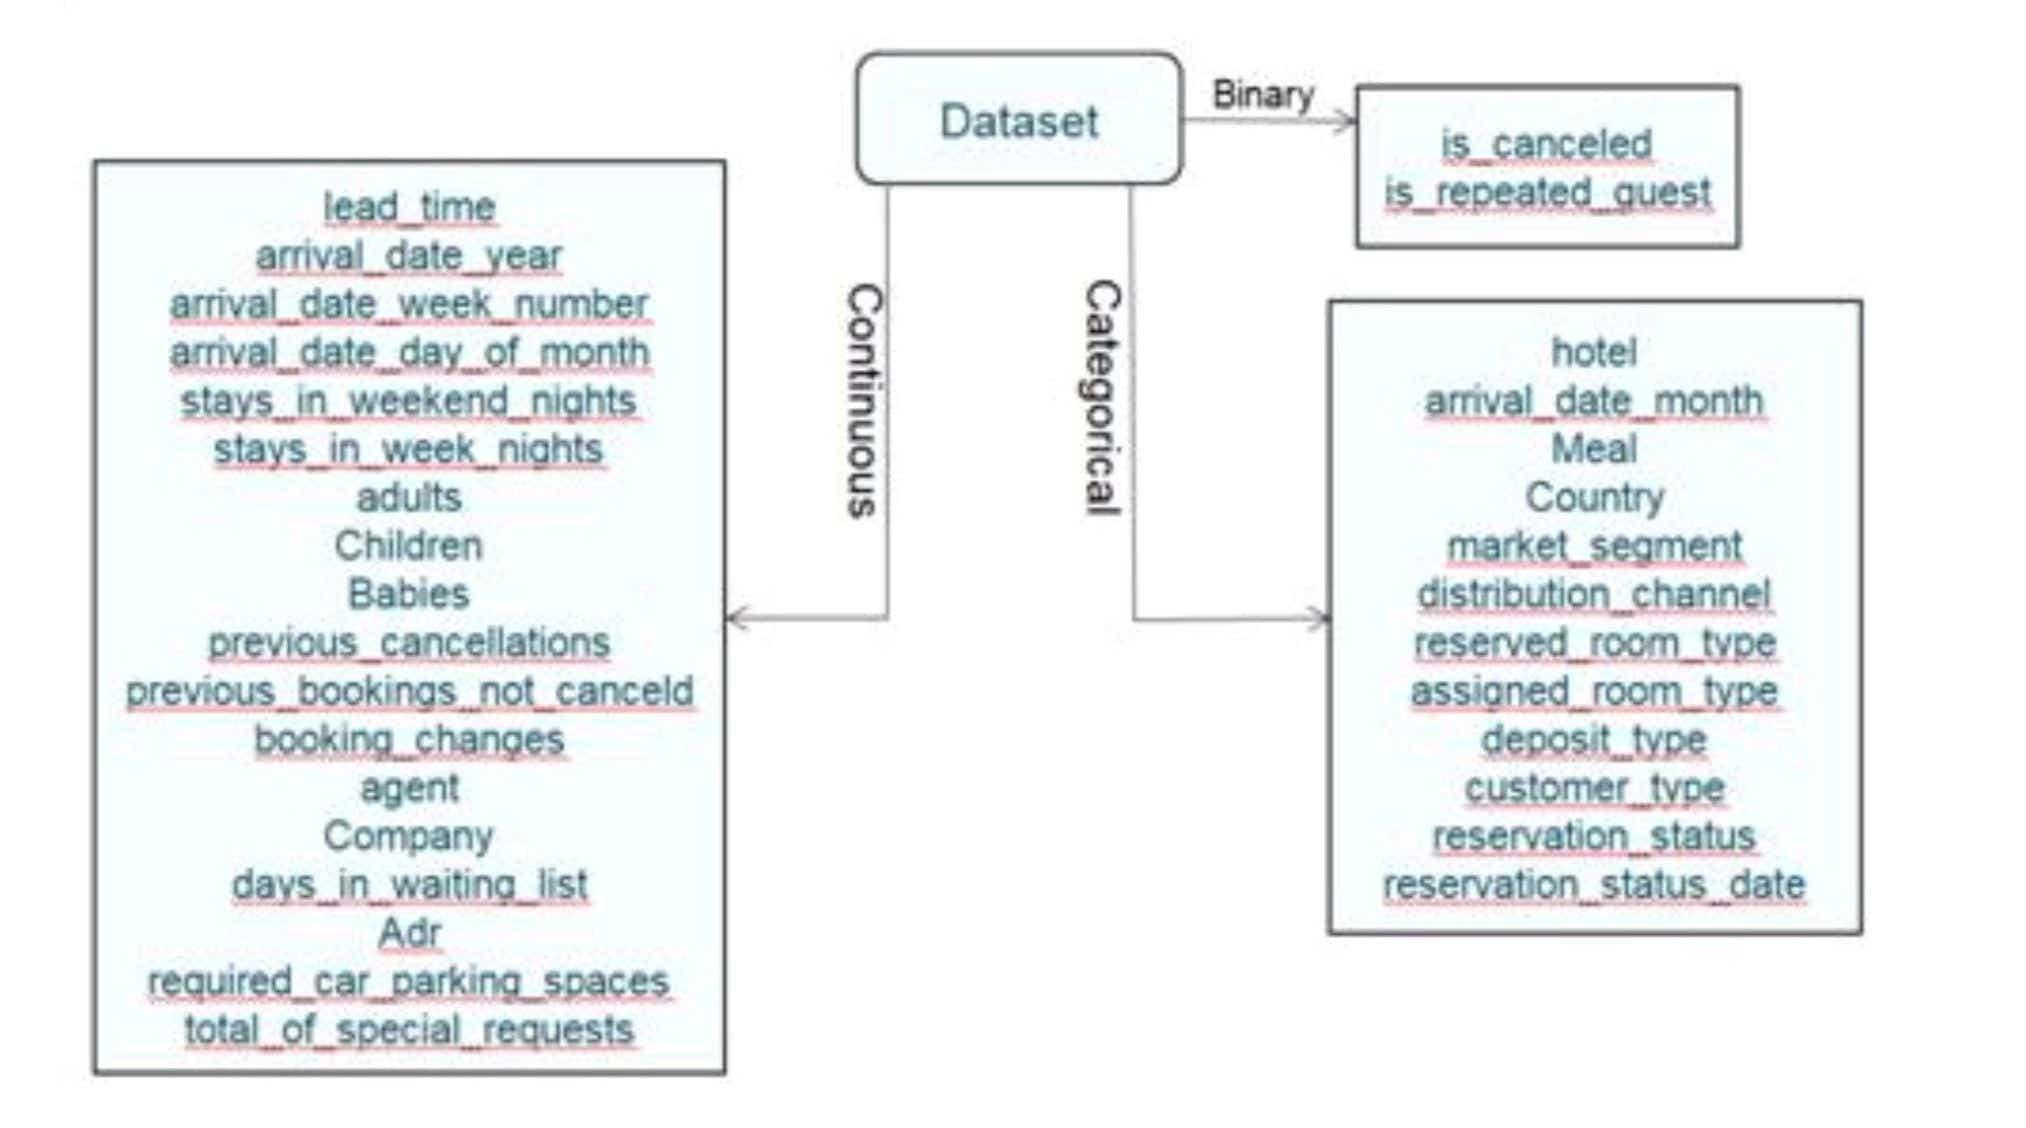 Dataset
Binary
is_canceled
is_repeated_guest
Continuous
lead_time
arrival_date_year
arrival_date_week_number
arrival_date_day_of_month
stays_in_weekend_nights
stays_in_week_nights
adults
Children
Babies
previous_cancellations
previous_bookings_not_canceld
booking_changes
agent
Company
days_in_waiting_list
Adr
required_car_parking_spaces
total_of_special_requests
Categorical
hotel
arrival_date_month
Meal
Country
market_segment
distribution_channel
reserved_room_type
assigned_room_type
deposit_type
customer_type
reservation_status
reservation_status_date